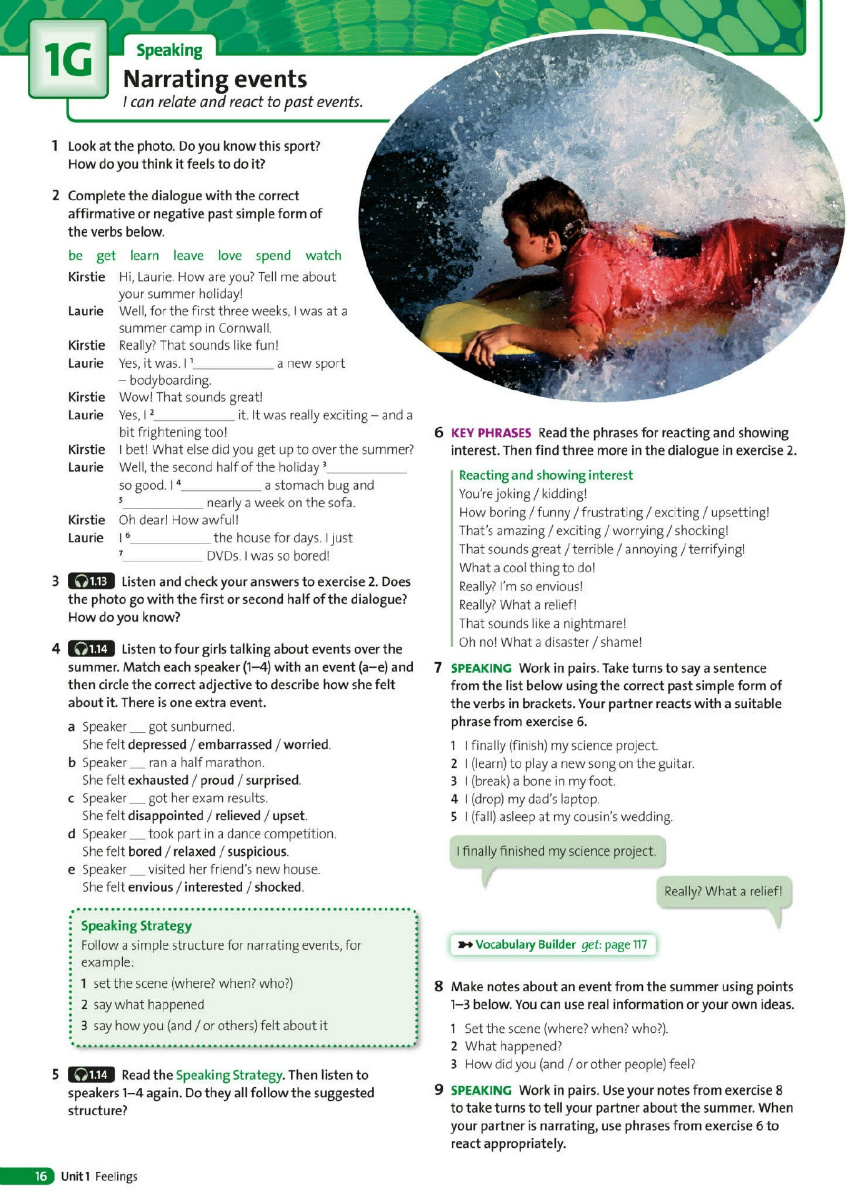 1G
Speaking
Narrating events
I can relate and react to past events.
1 Look at the photo. Do you know this sport?
How do you think it feels to do it?
2 Complete the dialogue with the correct
affirmative or negative past simple form of
the verbs below.
be get learn leave love spend watch
Kirstie Hi, Laurie. How are you? Tell me about
your summer holiday!
Laurie Well, for the first three weeks, I was at a
summer camp in Cornwall.
Kirstie Really? That sounds like fun!
Laurie Yes, it was. I ¹____________ a new sport
– bodyboarding.
Kirstie Wow! That sounds great!
Laurie Yes, I ²____________ it. It was really exciting – and a
bit frightening too!
Kirstie I bet! What else did you get up to over the summer?
Laurie Well, the second half of the holiday ³____________
so good. I ⁴____________ a stomach bug and
⁵____________ nearly a week on the sofa.
Kirstie Oh dear! How awful!
Laurie I ⁶____________ the house for days. I just
⁷____________ DVDs. I was so bored!
3 1.13 Listen and check your answers to exercise 2. Does
the photo go with the first or second half of the dialogue?
How do you know?
4 1.14 Listen to four girls talking about events over the
summer. Match each speaker (1–4) with an event (a–e) and
then circle the correct adjective to describe how she felt
about it. There is one extra event.
a Speaker __ got sunburned.
She felt depressed / embarrassed / worried.
b Speaker __ ran a half marathon.
She felt exhausted / proud / surprised.
c Speaker __ got her exam results.
She felt disappointed / relieved / upset.
d Speaker __ took part in a dance competition.
She felt bored / relaxed / suspicious.
e Speaker __ visited her friend's new house.
She felt envious / interested / shocked.
Speaking Strategy
Follow a simple structure for narrating events, for
example:
1 set the scene (where? when? who?)
2 say what happened
3 say how you (and / or others) felt about it
5 1.14 Read the Speaking Strategy. Then listen to
speakers 1–4 again. Do they all follow the suggested
structure?
6 KEY PHRASES Read the phrases for reacting and showing
interest. Then find three more in the dialogue in exercise 2.
Reacting and showing interest
You're joking / kidding!
How boring / funny / frustrating / exciting / upsetting!
That's amazing / exciting / worrying / shocking!
That sounds great / terrible / annoying / terrifying!
What a cool thing to do!
Really? I'm so envious!
Really? What a relief!
That sounds like a nightmare!
Oh no! What a disaster / shame!
7 SPEAKING Work in pairs. Take turns to say a sentence
from the list below using the correct past simple form of
the verbs in brackets. Your partner reacts with a suitable
phrase from exercise 6.
1 I finally (finish) my science project.
2 I (learn) to play a new song on the guitar.
3 I (break) a bone in my foot.
4 I (drop) my dad's laptop.
5 I (fall) asleep at my cousin's wedding.
I finally finished my science project.
Really? What a relief!
Vocabulary Builder get: page 117
8 Make notes about an event from the summer using points
1–3 below. You can use real information or your own ideas.
1 Set the scene (where? when? who?).
2 What happened?
3 How did you (and / or other people) feel?
9 SPEAKING Work in pairs. Use your notes from exercise 8
to take turns to tell your partner about the summer. When
your partner is narrating, use phrases from exercise 6 to
react appropriately.
16 Unit 1 Feelings